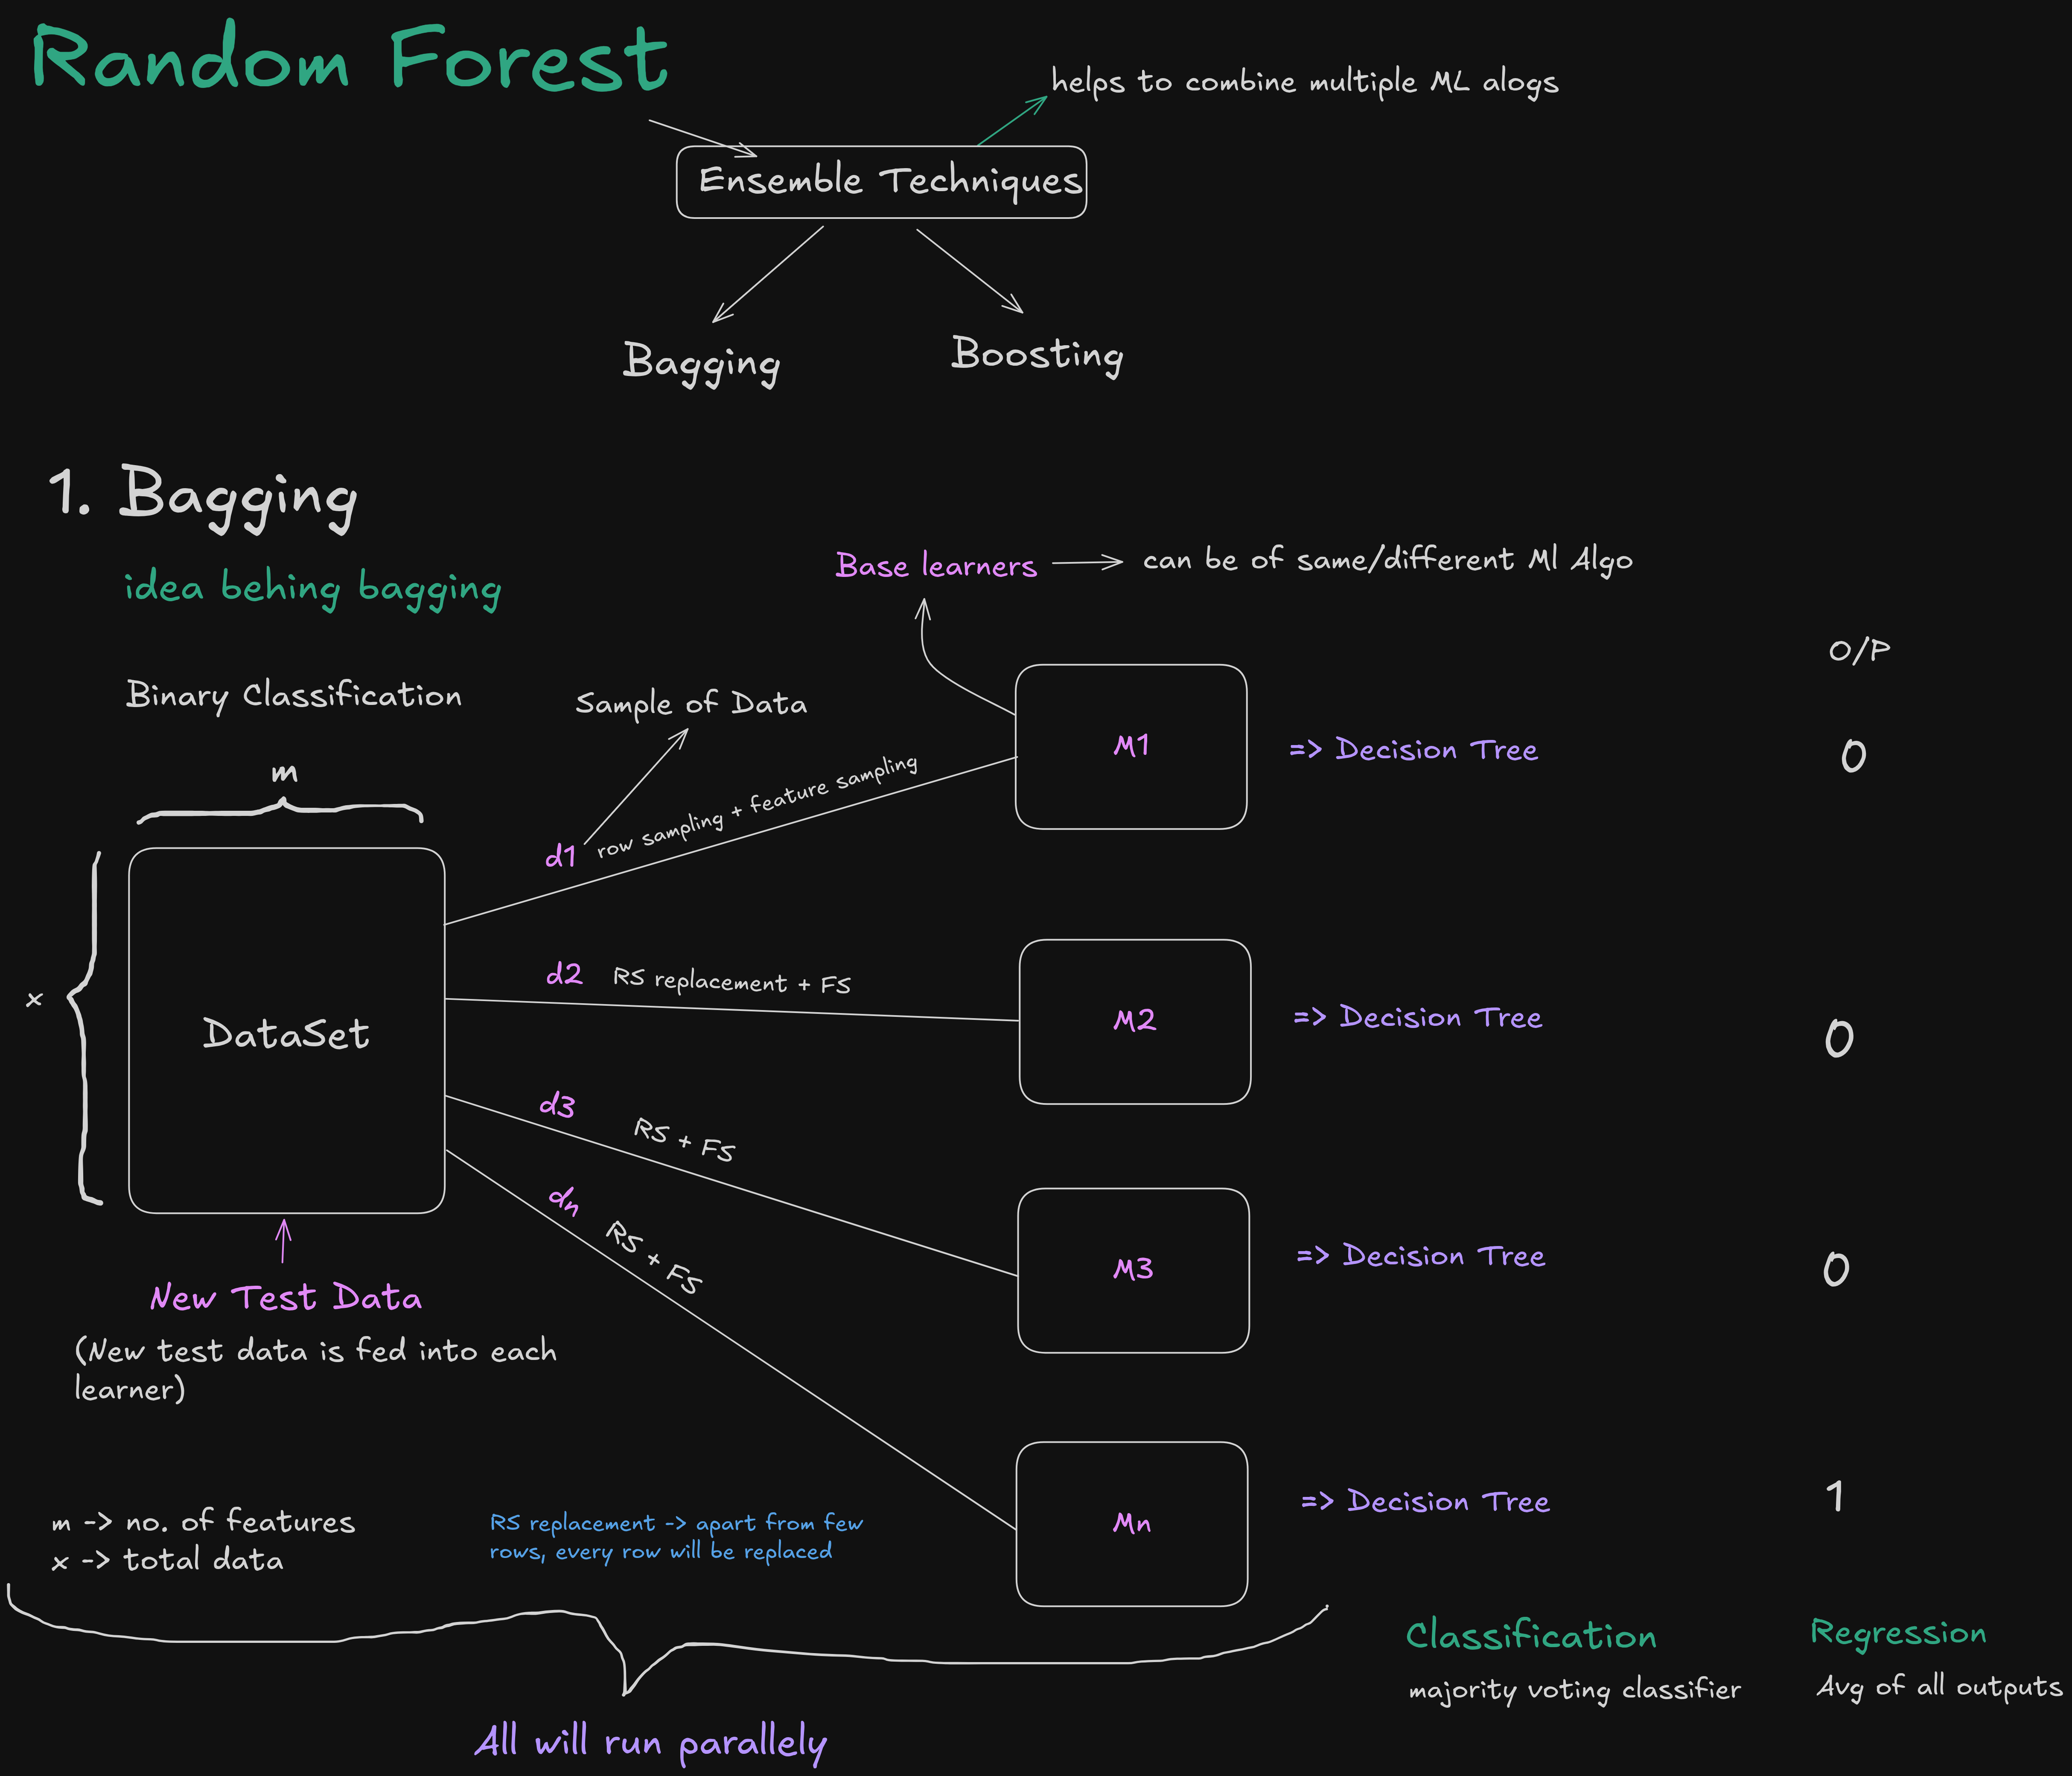 Random Forest
helps to combine multiple ML alogs
Ensemble Techniques
Bagging
Boosting
1. Bagging
idea behing bagging
Base learners
can be of same/different Ml Algo
O/P
Binary Classification
Sample of Data
m
M1
=> Decision Tree
0
d1
row sampling + feature sampling
x
DataSet
d2
RS replacement + FS
M2
=> Decision Tree
0
d3
RS + FS
M3
=> Decision Tree
0
dn
RS + FS
New Test Data
(New test data is fed into each
learner)
Mn
=> Decision Tree
1
m -> no. of features
x -> total data
RS replacement -> apart from few
rows, every row will be replaced
Classification
majority voting classifier
Regression
Avg of all outputs
All will run parallely